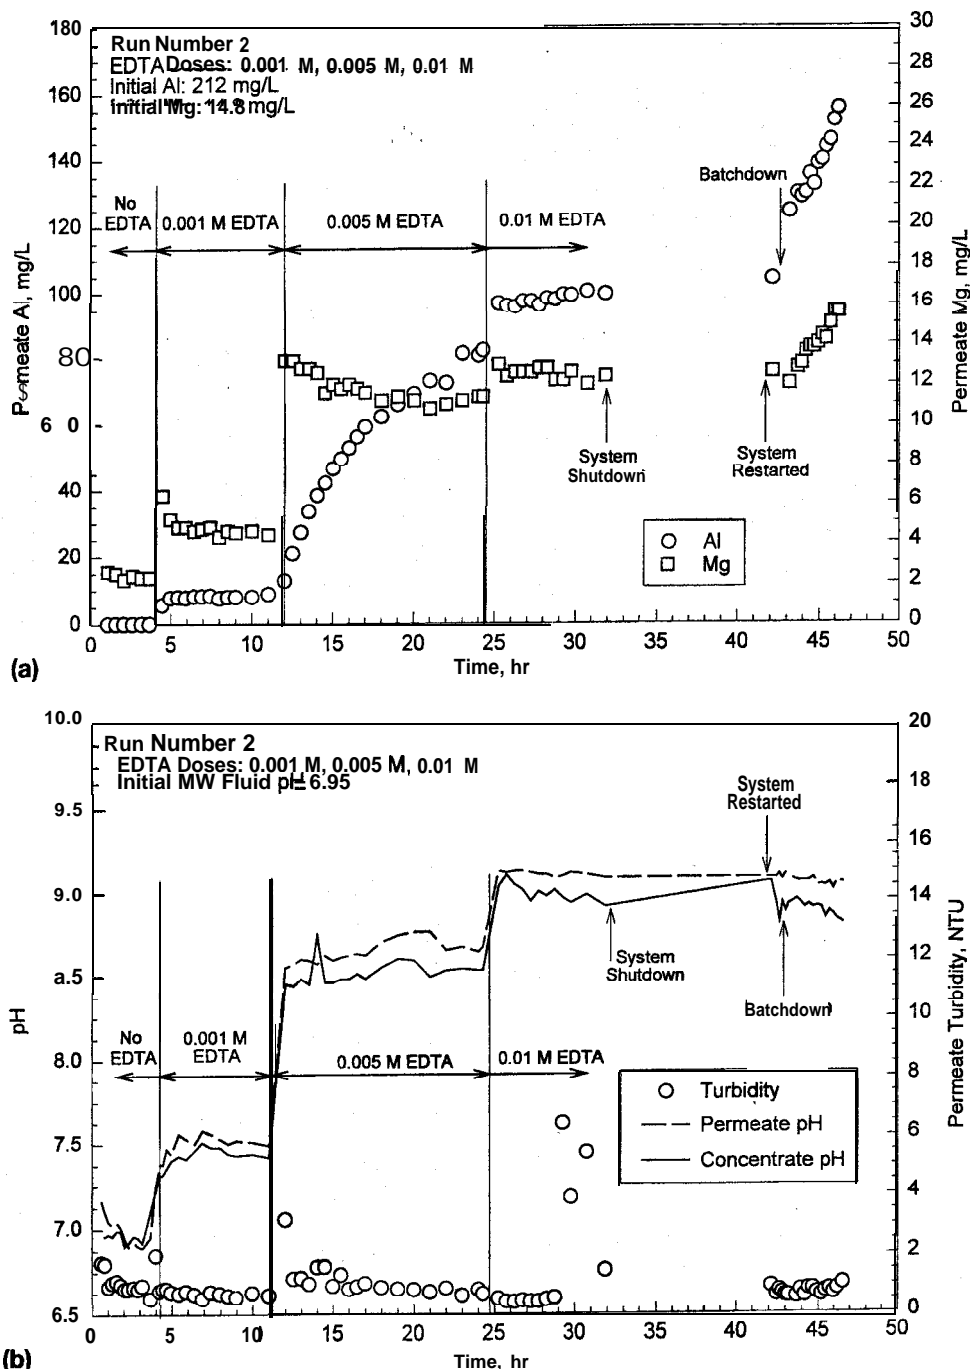 Run Number 2
EDTA Doses: 0.001 M, 0.005 M, 0.01 M
Initial Al: 212 mg/L
Initial Mg: 14.8 mg/L
180
160
140
120
100
80
6 0
40
20
0
Permeate Al, mg/L
30
28
26
24
22
20
18
16
14
12
10
8
6
4
2
0
Permeate Mg, mg/L
No
EDTA
0.001 M EDTA
0.005 M EDTA
0.01 M EDTA
Batchdown
System
Shutdown
System
Restarted
Al
Mg
0 5 10 15 20 25 30 35 40 45 50
Time, hr
(a)
Run Number 2
EDTA Doses: 0.001 M, 0.005 M, 0.01 M
Initial MW Fluid pH = 6.95
10.0
9.5
9.0
8.5
8.0
7.5
7.0
6.5
pH
20
18
16
14
12
10
8
6
4
2
0
Permeate Turbidity, NTU
System
Restarted
System
Shutdown
Batchdown
No
EDTA
0.001 M
EDTA
0.005 M EDTA
0.01 M EDTA
Turbidity
Permeate pH
Concentrate pH
0 5 10 15 20 25 30 35 40 45 50
Time, hr
(b)